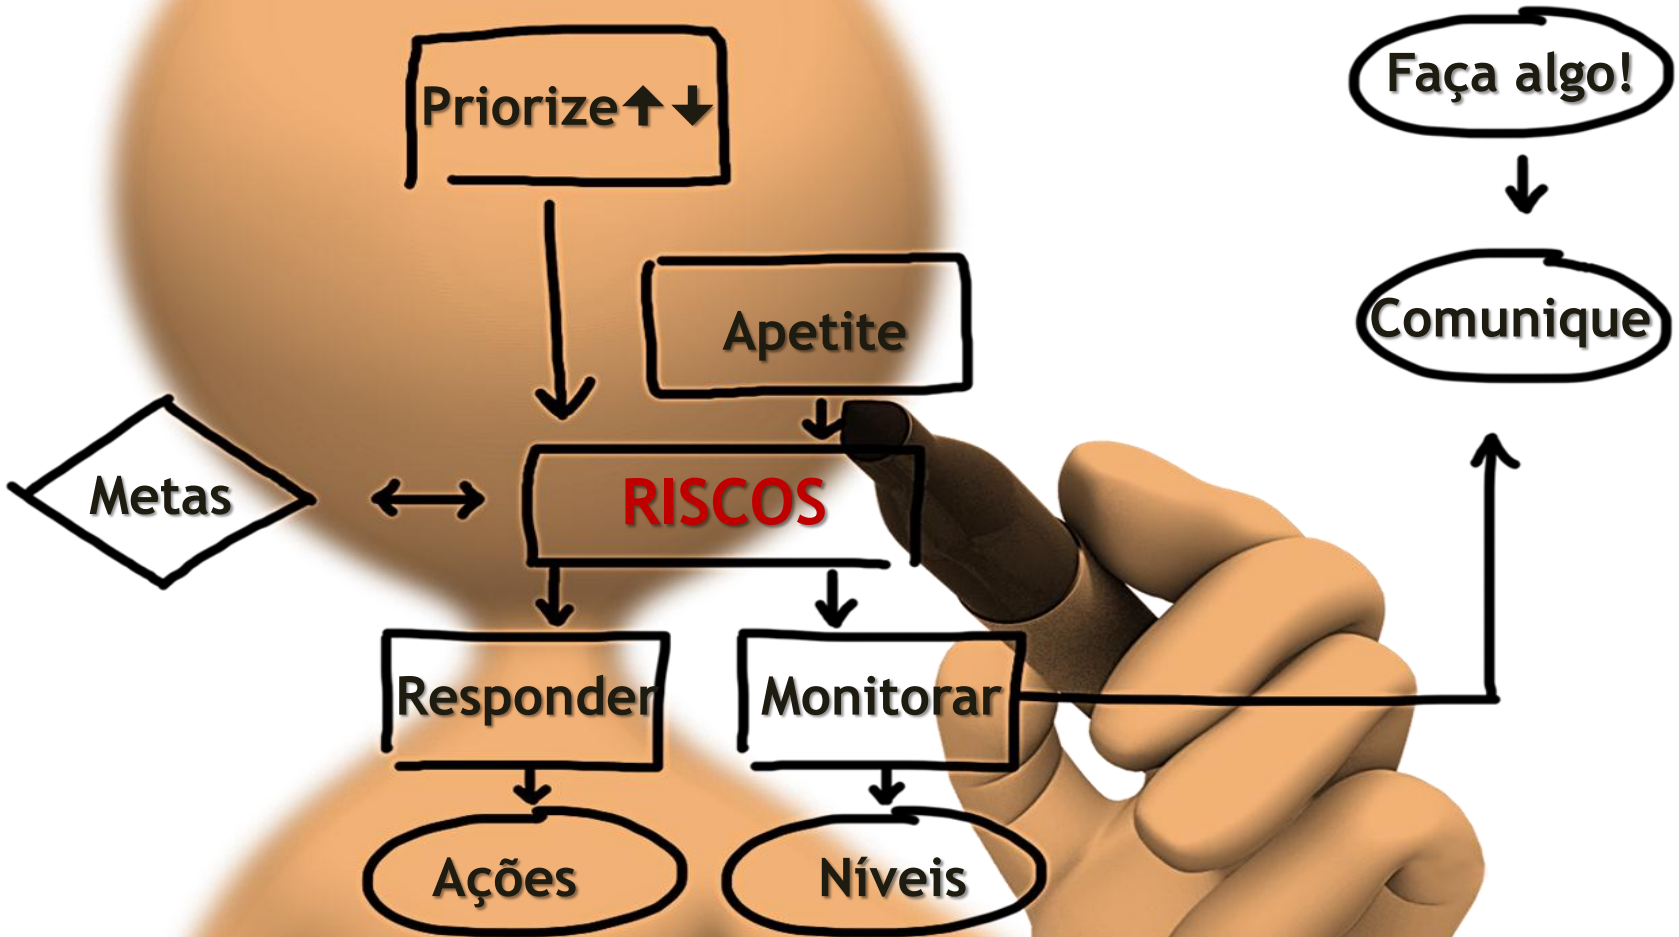 Priorize↑↓
Faça algo!
Apetite
Comunique
Metas
RISCOS
Responder
Monitorar
Ações
Níveis